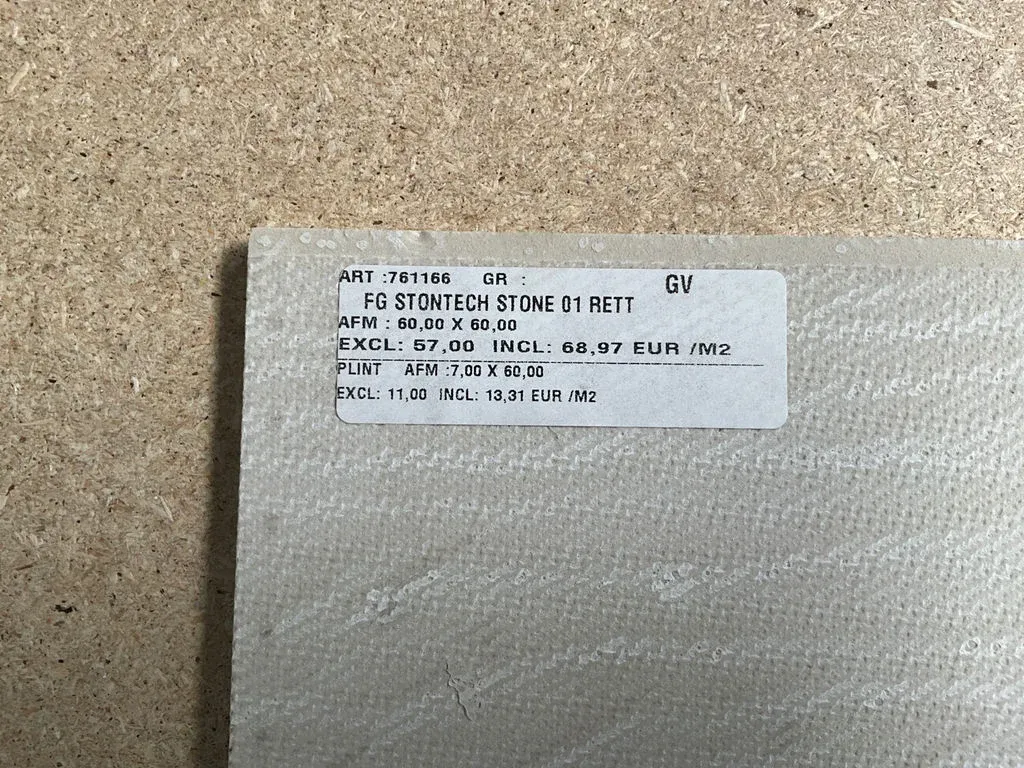 ART :761166 GR : GV
FG STONTECH STONE 01 RETT
AFM : 60,00 X 60,00
EXCL: 57,00 INCL: 68,97 EUR /M2
PLINT AFM :7,00 X 60,00
EXCL: 11,00 INCL: 13,31 EUR /M2